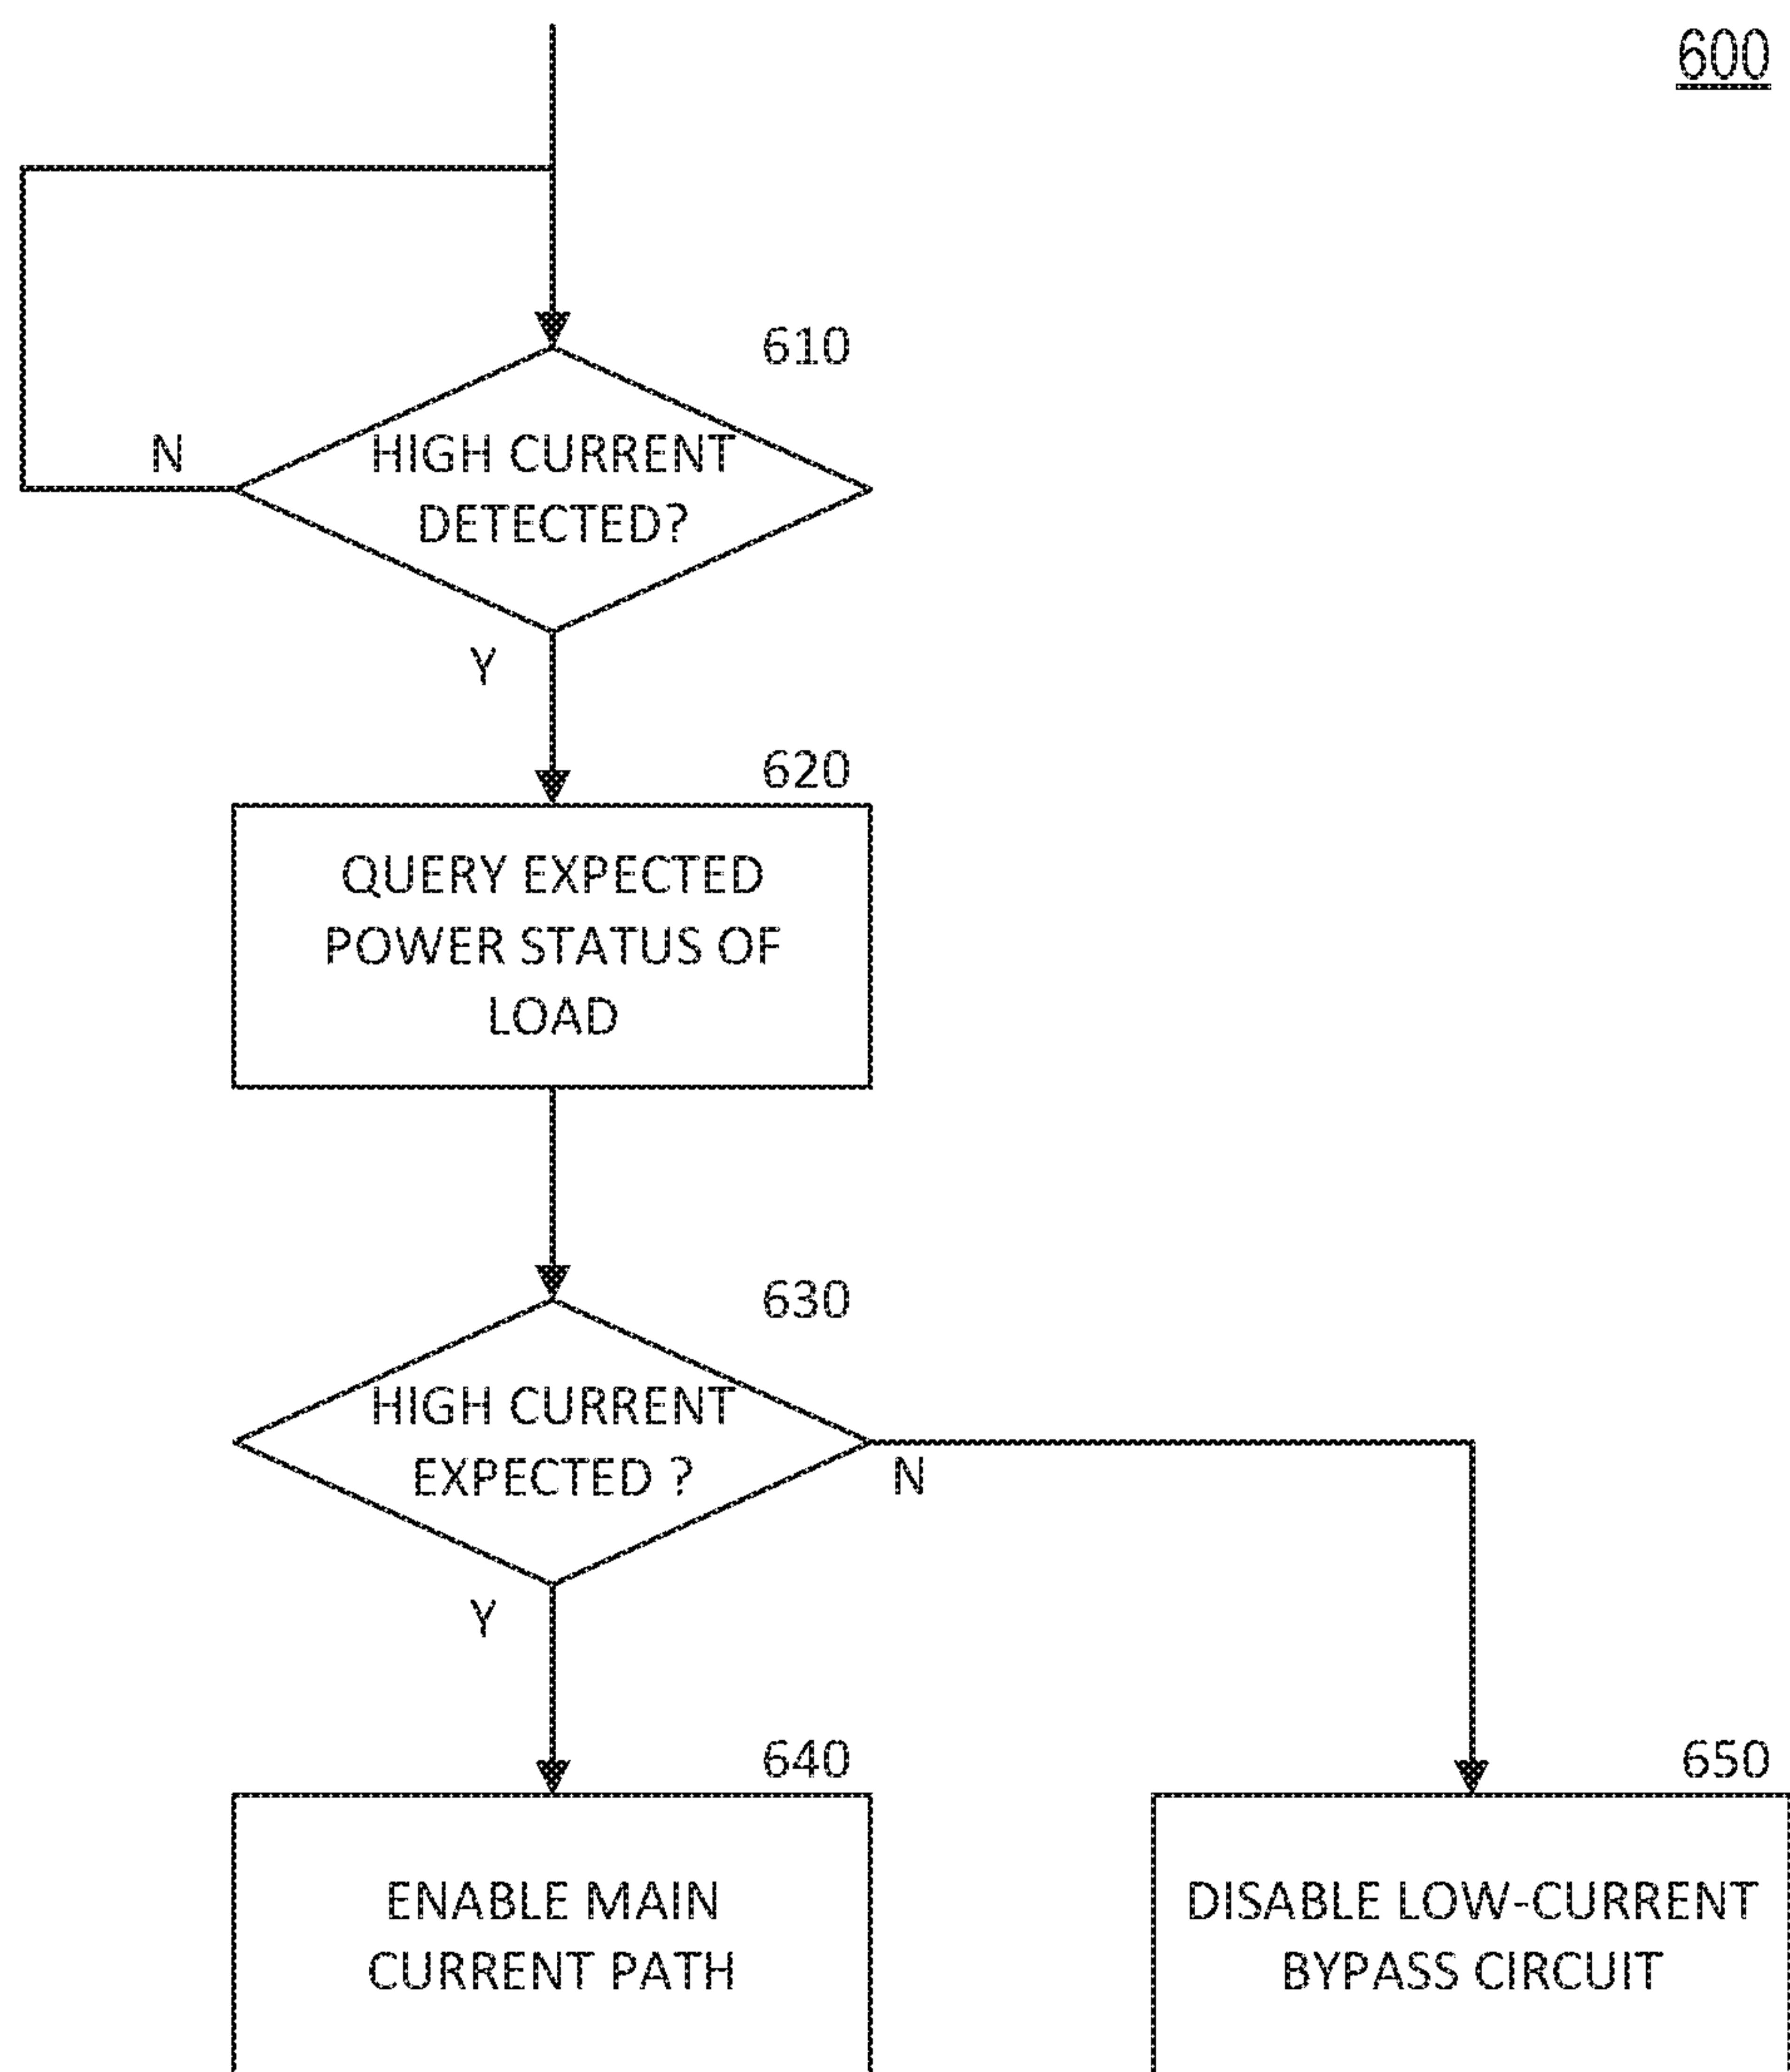 600
610
HIGH CURRENT
DETECTED?
N
Y
620
QUERY EXPECTED
POWER STATUS OF
LOAD
630
HIGH CURRENT
EXPECTED ?
N
Y
640
ENABLE MAIN
CURRENT PATH
650
DISABLE LOW-CURRENT
BYPASS CIRCUIT